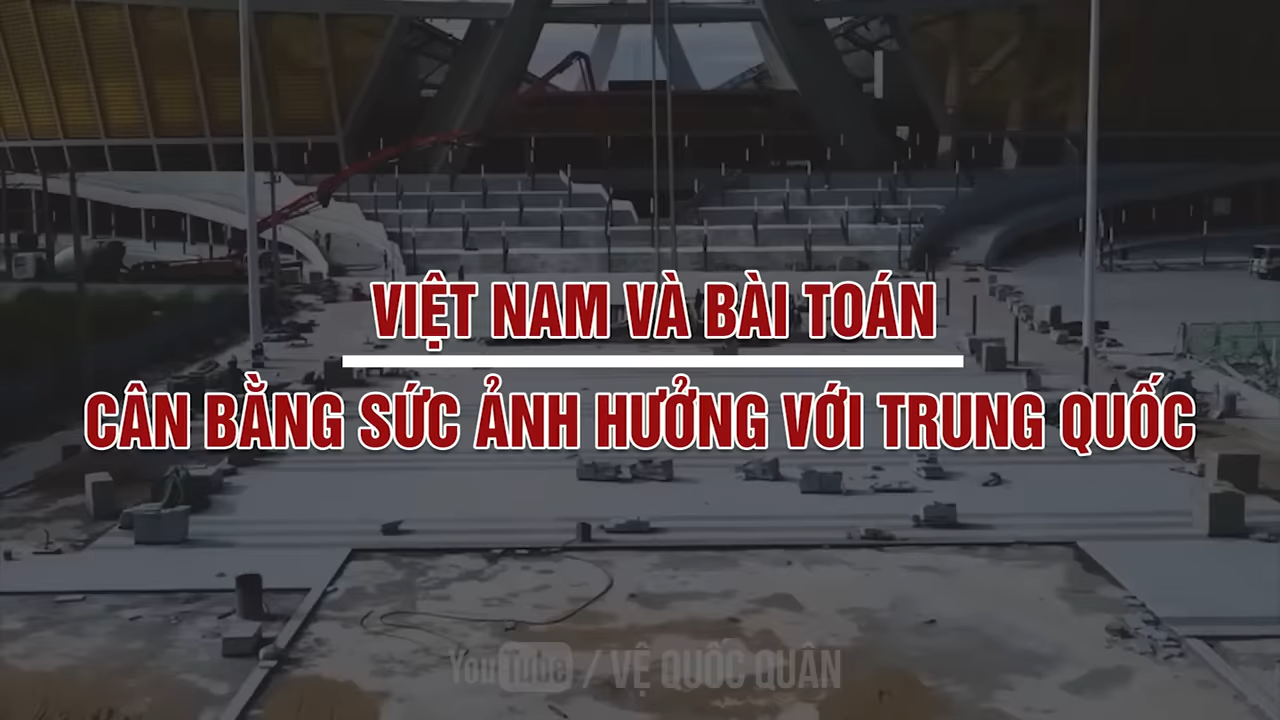 VIỆT NAM VÀ BÀI TOÁN
CÂN BẰNG SỨC ẢNH HƯỞNG VỚI TRUNG QUỐC
YouTube / VỆ QUỐC QUÂN